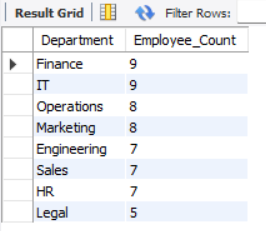 Result Grid Filter Rows:
Department Employee_Count
Finance 9
IT 9
Operations 8
Marketing 8
Engineering 7
Sales 7
HR 7
Legal 5